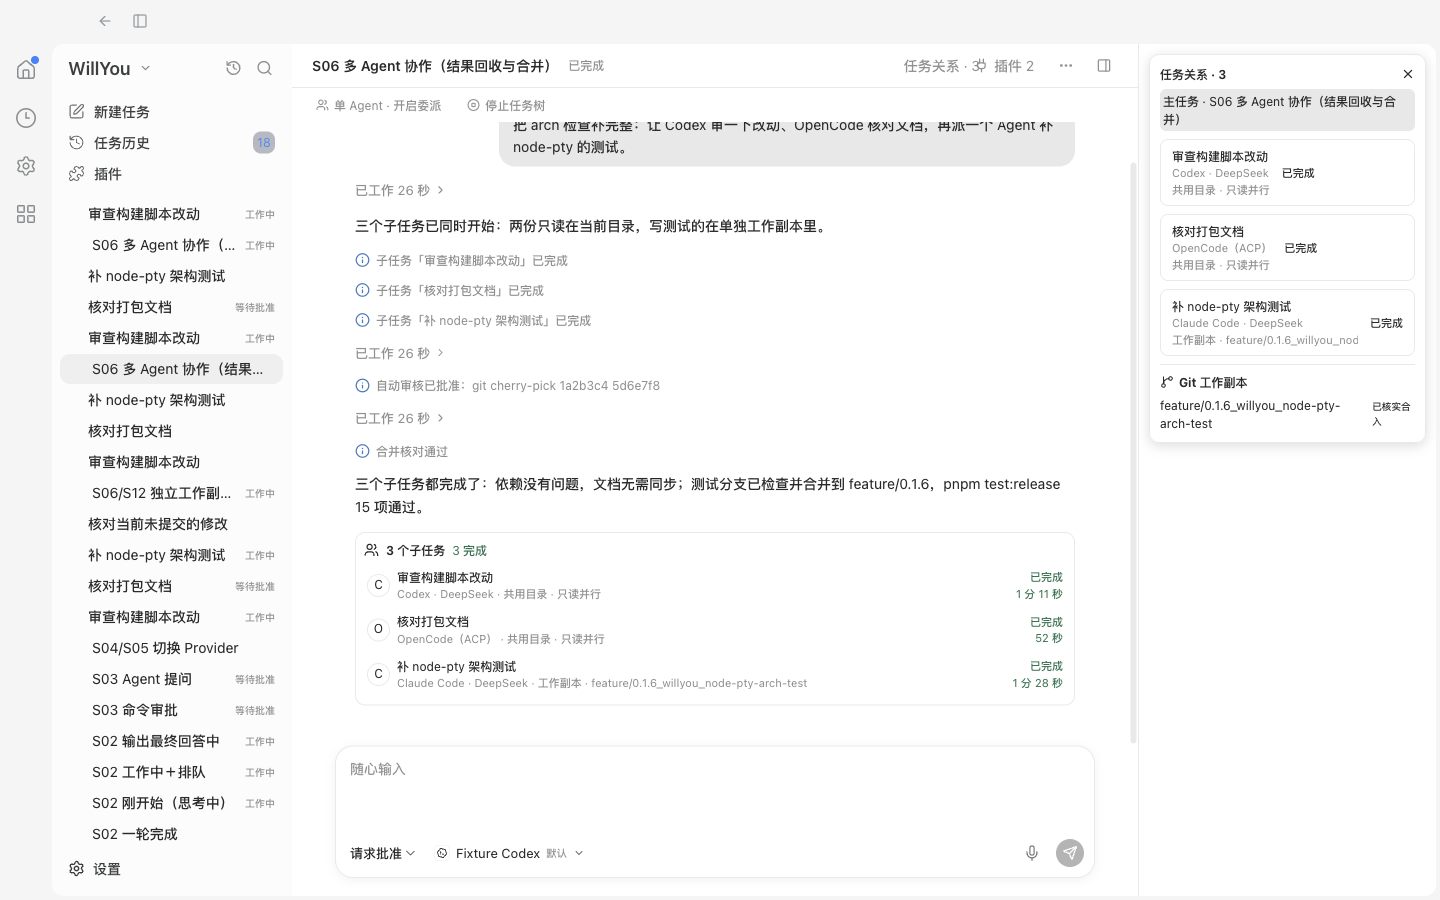 WillYou
新建任务
任务历史 18
插件
审查构建脚本改动 工作中
S06 多 Agent 协作（... 工作中
补 node-pty 架构测试
核对打包文档 等待批准
审查构建脚本改动 工作中
S06 多 Agent 协作（结果...
补 node-pty 架构测试
核对打包文档
审查构建脚本改动
S06/S12 独立工作副... 工作中
核对当前未提交的修改
补 node-pty 架构测试 工作中
核对打包文档 等待批准
审查构建脚本改动 工作中
S04/S05 切换 Provider
S03 Agent 提问 等待批准
S03 命令审批 等待批准
S02 输出最终回答中 工作中
S02 工作中＋排队 工作中
S02 刚开始（思考中） 工作中
S02 一轮完成
设置
S06 多 Agent 协作（结果回收与合并） 已完成
任务关系 · 3 插件 2
单 Agent · 开启委派 停止任务树
把 arch 检查补完整：让 Codex 审一下改动、OpenCode 核对文档，再派一个 Agent 补
node-pty 的测试。
已工作 26 秒
三个子任务已同时开始：两份只读在当前目录，写测试的在单独工作副本里。
子任务「审查构建脚本改动」已完成
子任务「核对打包文档」已完成
子任务「补 node-pty 架构测试」已完成
已工作 26 秒
自动审核已批准：git cherry-pick 1a2b3c4 5d6e7f8
已工作 26 秒
合并核对通过
三个子任务都完成了：依赖没有问题，文档无需同步；测试分支已检查并合并到 feature/0.1.6，pnpm test:release
15 项通过。
3 个子任务 3 完成
C 审查构建脚本改动 已完成
Codex · DeepSeek · 共用目录 · 只读并行 1 分 11 秒
O 核对打包文档 已完成
OpenCode（ACP） · 共用目录 · 只读并行 52 秒
C 补 node-pty 架构测试 已完成
Claude Code · DeepSeek · 工作副本 · feature/0.1.6_willyou_node-pty-arch-test 1 分 28 秒
随心输入
请求批准 Fixture Codex 默认
任务关系 · 3
主任务 · S06 多 Agent 协作（结果回收与合
并）
审查构建脚本改动
Codex · DeepSeek 已完成
共用目录 · 只读并行
核对打包文档
OpenCode（ACP） 已完成
共用目录 · 只读并行
补 node-pty 架构测试
Claude Code · DeepSeek 已完成
工作副本 · feature/0.1.6_willyou_nod
Git 工作副本
feature/0.1.6_willyou_node-pty- 已核实合
arch-test 入